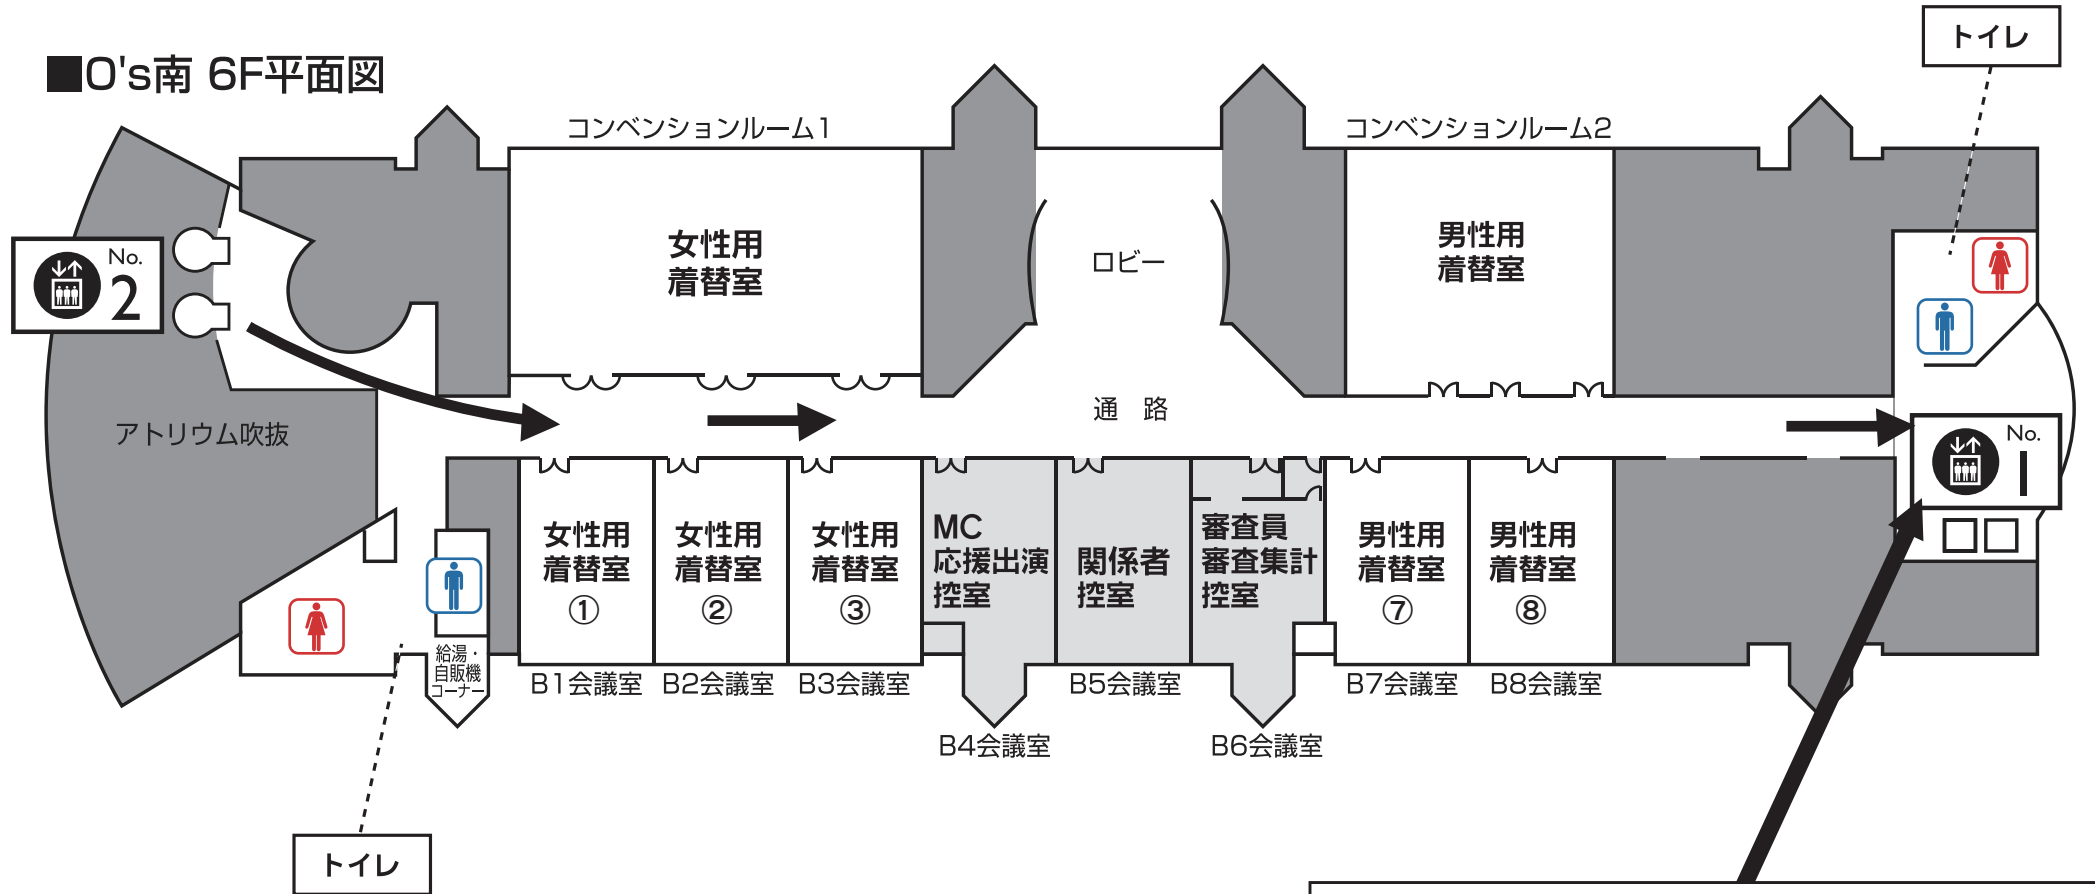 トイレ
■O's南 6F平面図
コンベンションルーム1
コンベンションルーム2
女性用
着替室
男性用
着替室
ロビー
No.
2
アトリウム吹抜
通 路
No.
1
女性用
着替室
①
女性用
着替室
②
女性用
着替室
③
MC
応援出演
控室
関係者
控室
審査員
審査集計
控室
男性用
着替室
⑦
男性用
着替室
⑧
給湯・
自販機
コーナー
B1会議室
B2会議室
B3会議室
B5会議室
B7会議室
B8会議室
B4会議室
B6会議室
トイレ